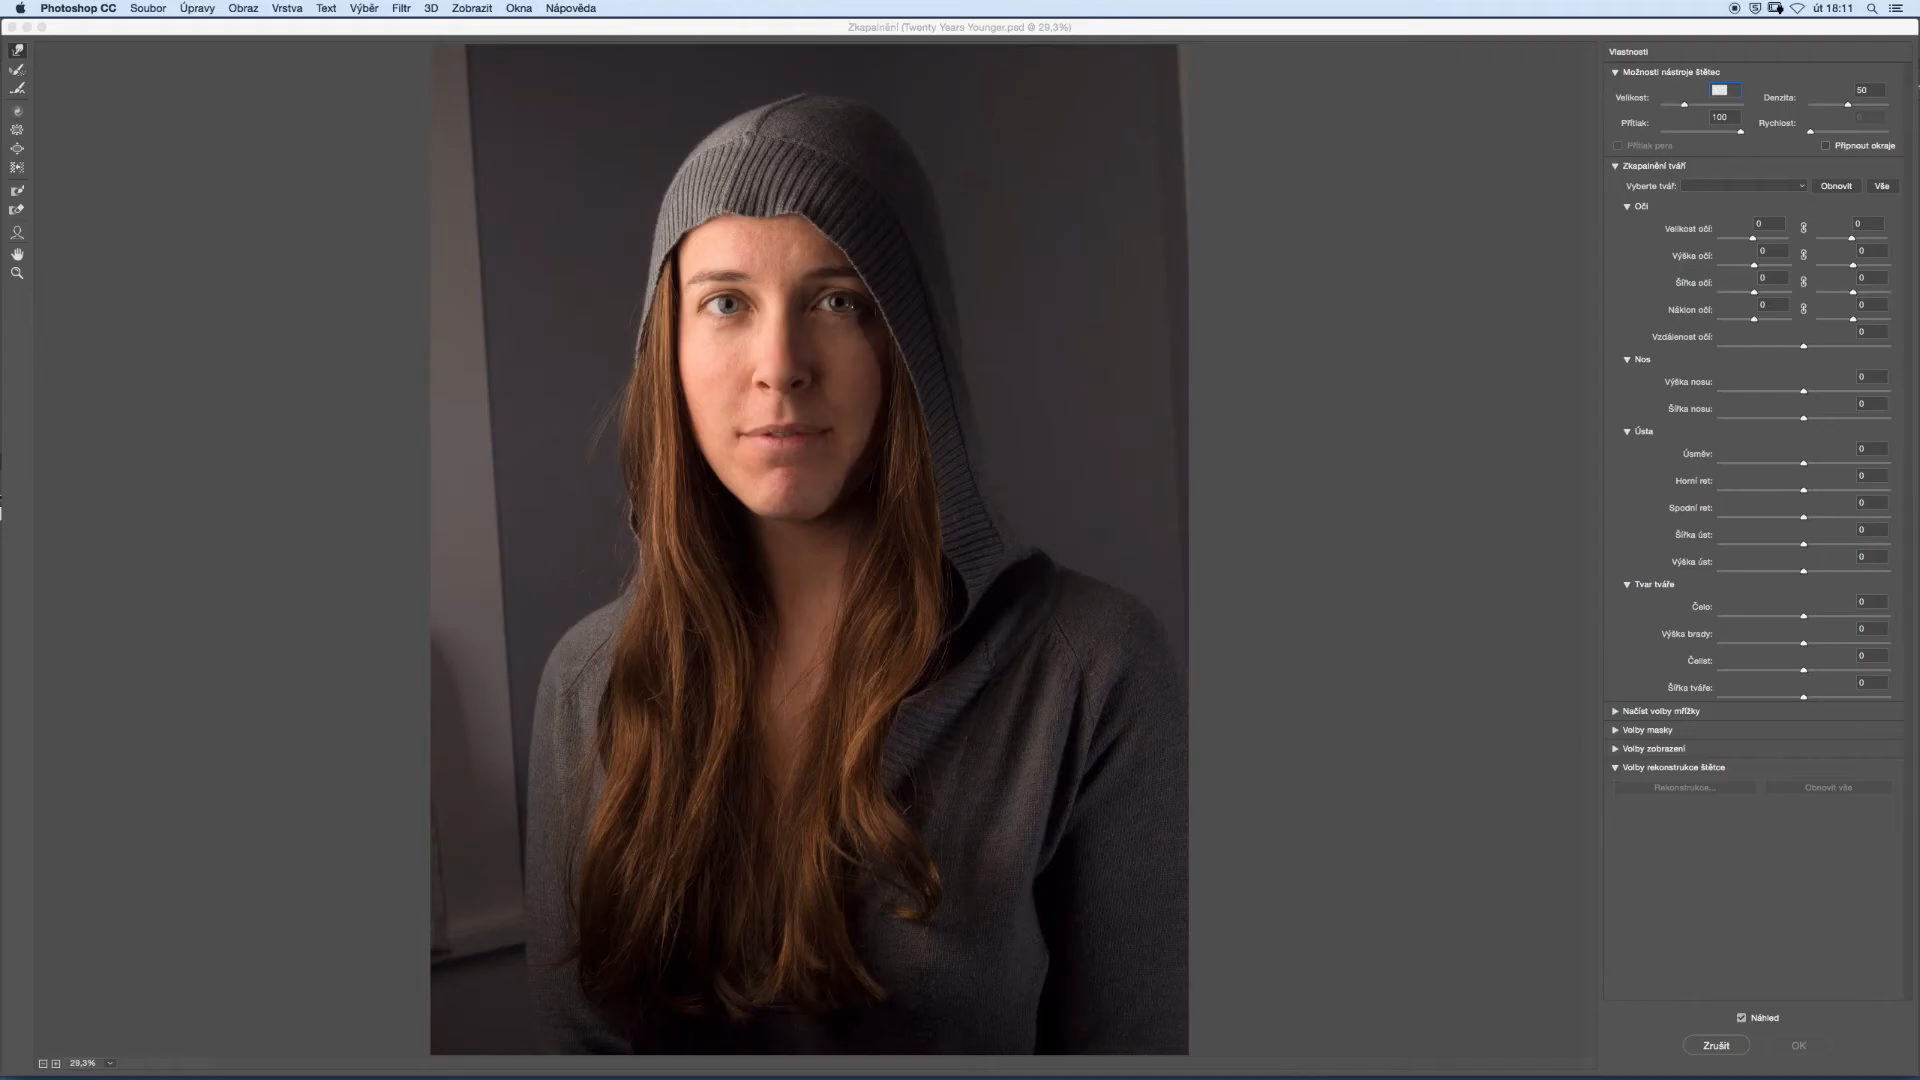 Photoshop CC Soubor Úpravy Obraz Vrstva Text Výběr Filtr 3D Zobrazit Okna Nápověda út 18:11
Zkapalnění (Twenty Years Younger.psd @ 29,3%)
Vlastnosti
Možnosti nástroje štětec
Velikost: Denzita: 50
Přítlak: 100 Rychlost:
Přítlak pera Připnout okraje
Zkapalnění tváří
Vyberte tvář: Obnovit Vše
Oči
Velikost očí: 0 0
Výška očí: 0 0
Šířka očí: 0 0
Náklon očí: 0 0
Vzdálenost očí: 0
Nos
Výška nosu: 0
Šířka nosu: 0
Ústa
Úsměv: 0
Horní ret: 0
Spodní ret: 0
Šířka úst: 0
Výška úst: 0
Tvar tváře
Čelo: 0
Výška brady: 0
Čelist: 0
Šířka tváře: 0
Načíst volby mřížky
Volby masky
Volby zobrazení
Volby rekonstrukce štětce
Rekonstrukce... Obnovit vše
Náhled
Zrušit OK
29,3%